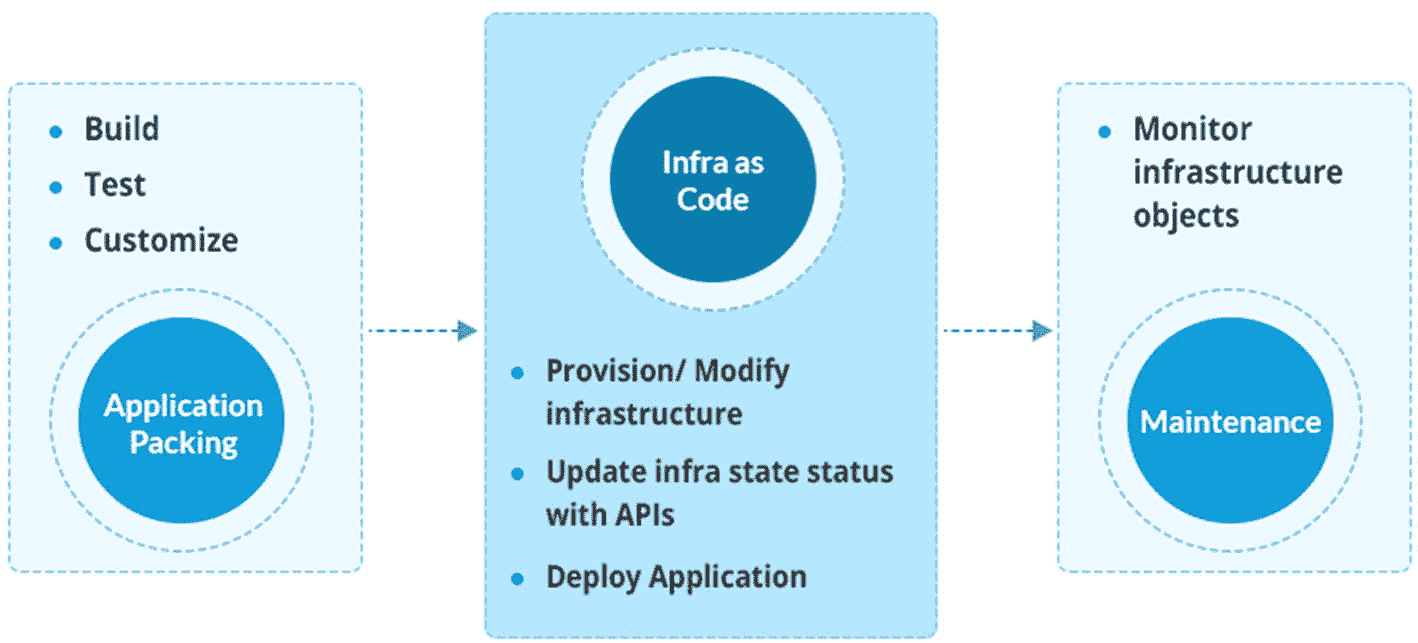 Build
Test
Customize
Application
Packing
Infra as
Code
Provision/ Modify
infrastructure
Update infra state status
with APIs
Deploy Application
Monitor
infrastructure
objects
Maintenance